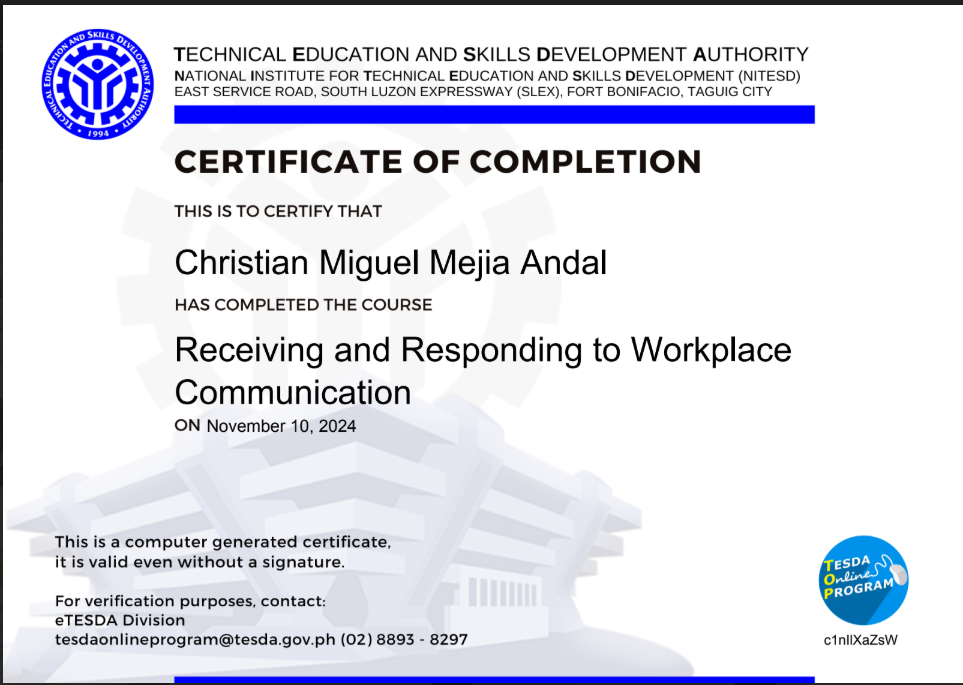 TECHNICAL EDUCATION AND SKILLS DEVELOPMENT AUTHORITY
1994
TECHNICAL EDUCATION AND SKILLS DEVELOPMENT AUTHORITY
NATIONAL INSTITUTE FOR TECHNICAL EDUCATION AND SKILLS DEVELOPMENT (NITESD)
EAST SERVICE ROAD, SOUTH LUZON EXPRESSWAY (SLEX), FORT BONIFACIO, TAGUIG CITY
CERTIFICATE OF COMPLETION
THIS IS TO CERTIFY THAT
Christian Miguel Mejia Andal
HAS COMPLETED THE COURSE
Receiving and Responding to Workplace
Communication
ON November 10, 2024
This is a computer generated certificate,
it is valid even without a signature.
For verification purposes, contact:
eTESDA Division
tesdaonlineprogram@tesda.gov.ph (02) 8893 - 8297
TESDA
Online
PROGRAM